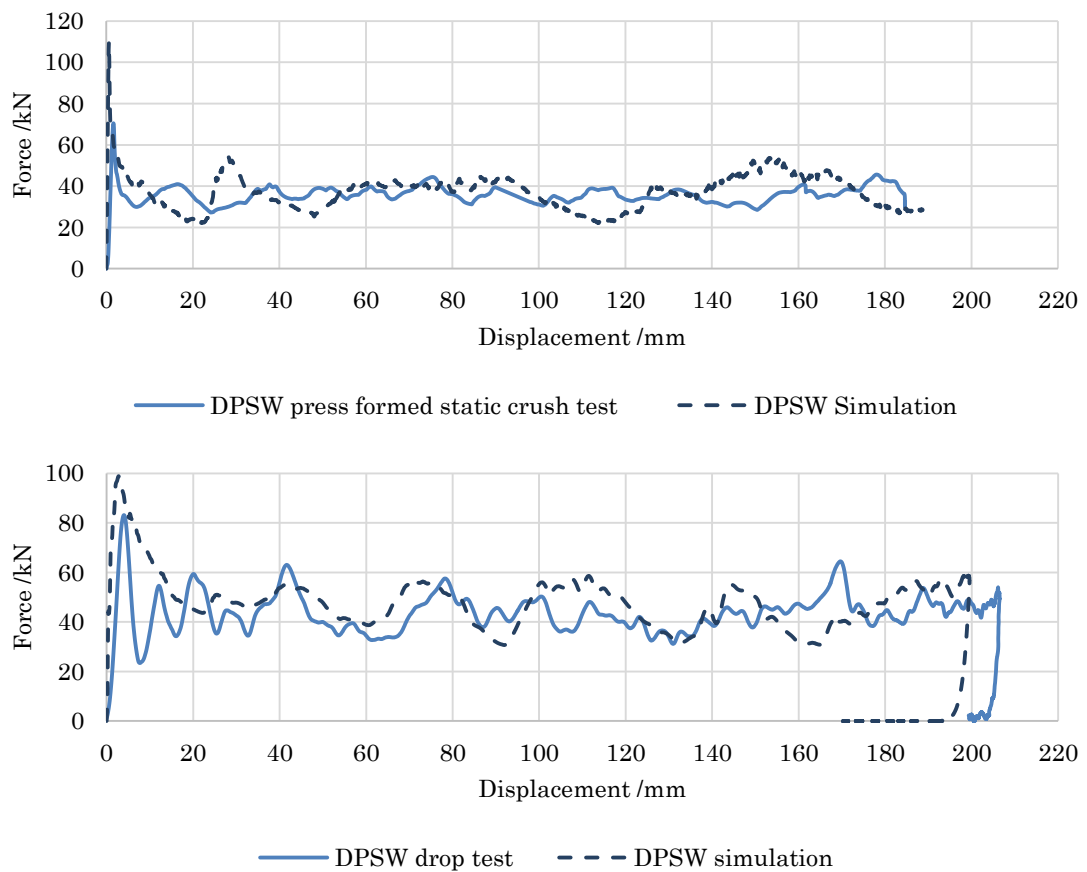 120
100
80
60
40
20
0
Force /kN
0 20 40 60 80 100 120 140 160 180 200 220
Displacement /mm
DPSW press formed static crush test DPSW Simulation
100
80
60
40
20
0
Force /kN
0 20 40 60 80 100 120 140 160 180 200 220
Displacement /mm
DPSW drop test DPSW simulation